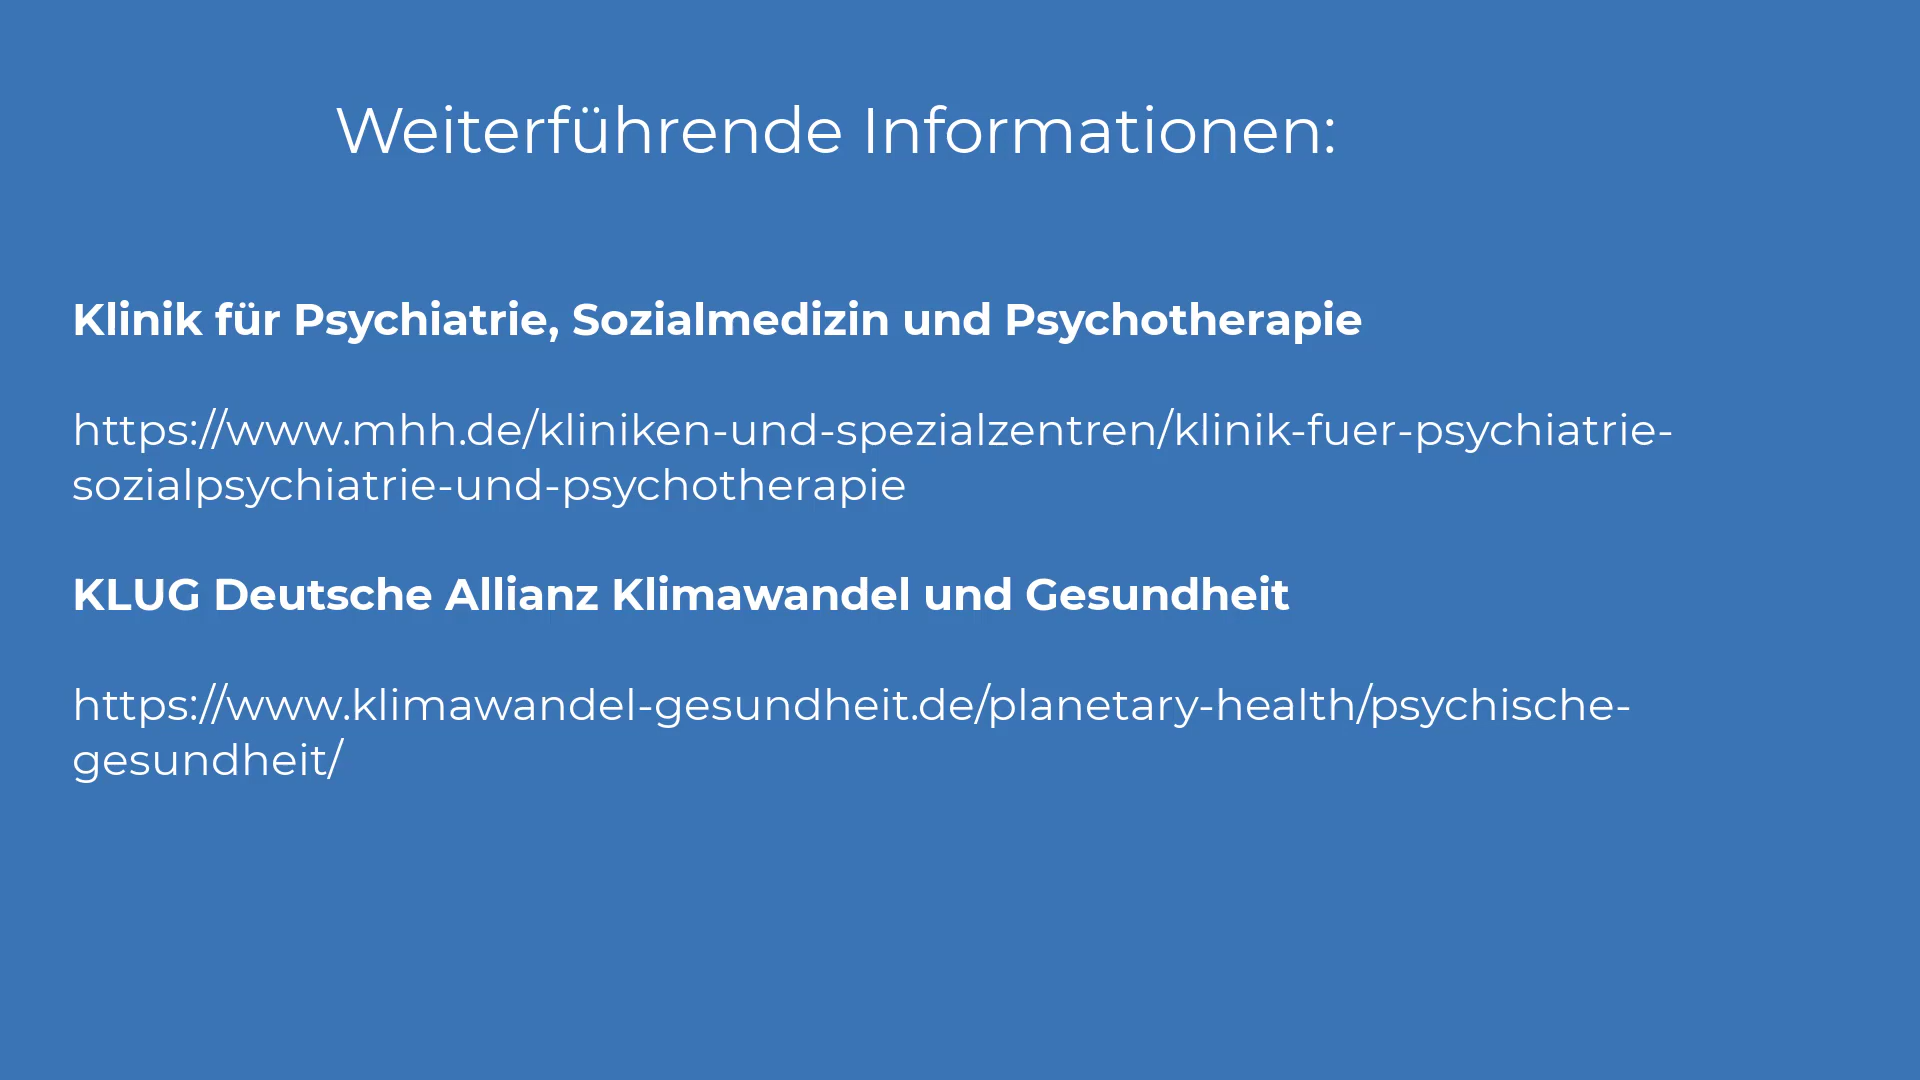 Weiterführende Informationen:
Klinik für Psychiatrie, Sozialmedizin und Psychotherapie
https://www.mhh.de/kliniken-und-spezialzentren/klinik-fuer-psychiatrie-
sozialpsychiatrie-und-psychotherapie
KLUG Deutsche Allianz Klimawandel und Gesundheit
https://www.klimawandel-gesundheit.de/planetary-health/psychische-
gesundheit/